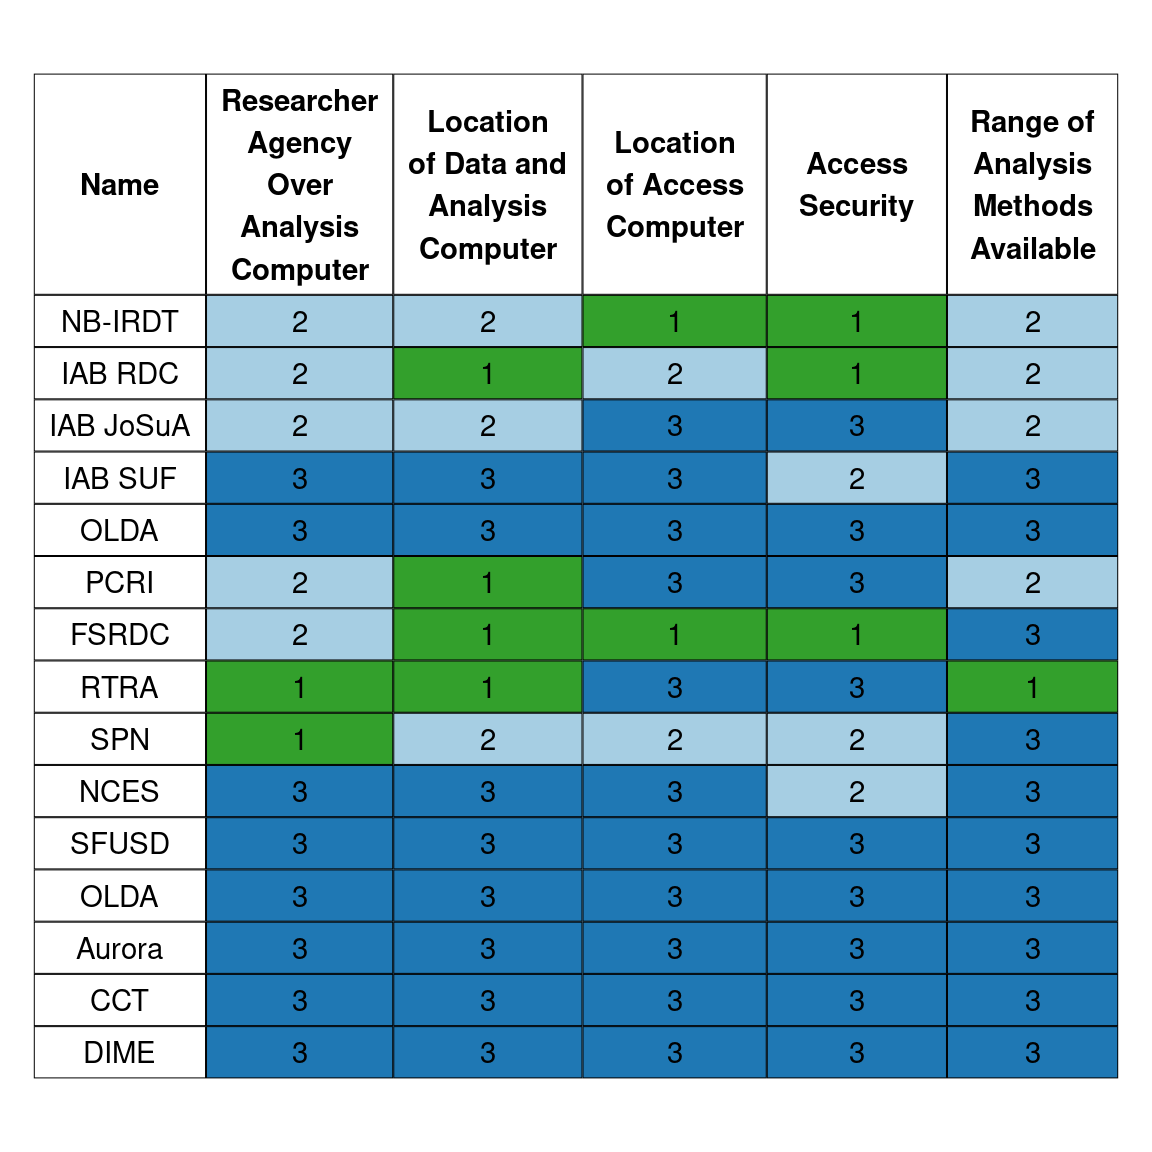 Name Researcher Agency Over Analysis Computer Location of Data and Analysis Computer Location of Access Computer Access Security Range of Analysis Methods Available
NB-IRDT 2 2 1 1 2
IAB RDC 2 1 2 1 2
IAB JoSuA 2 2 3 3 2
IAB SUF 3 3 3 2 3
OLDA 3 3 3 3 3
PCRI 2 1 3 3 2
FSRDC 2 1 1 1 3
RTRA 1 1 3 3 1
SPN 1 2 2 2 3
NCES 3 3 3 2 3
SFUSD 3 3 3 3 3
OLDA 3 3 3 3 3
Aurora 3 3 3 3 3
CCT 3 3 3 3 3
DIME 3 3 3 3 3